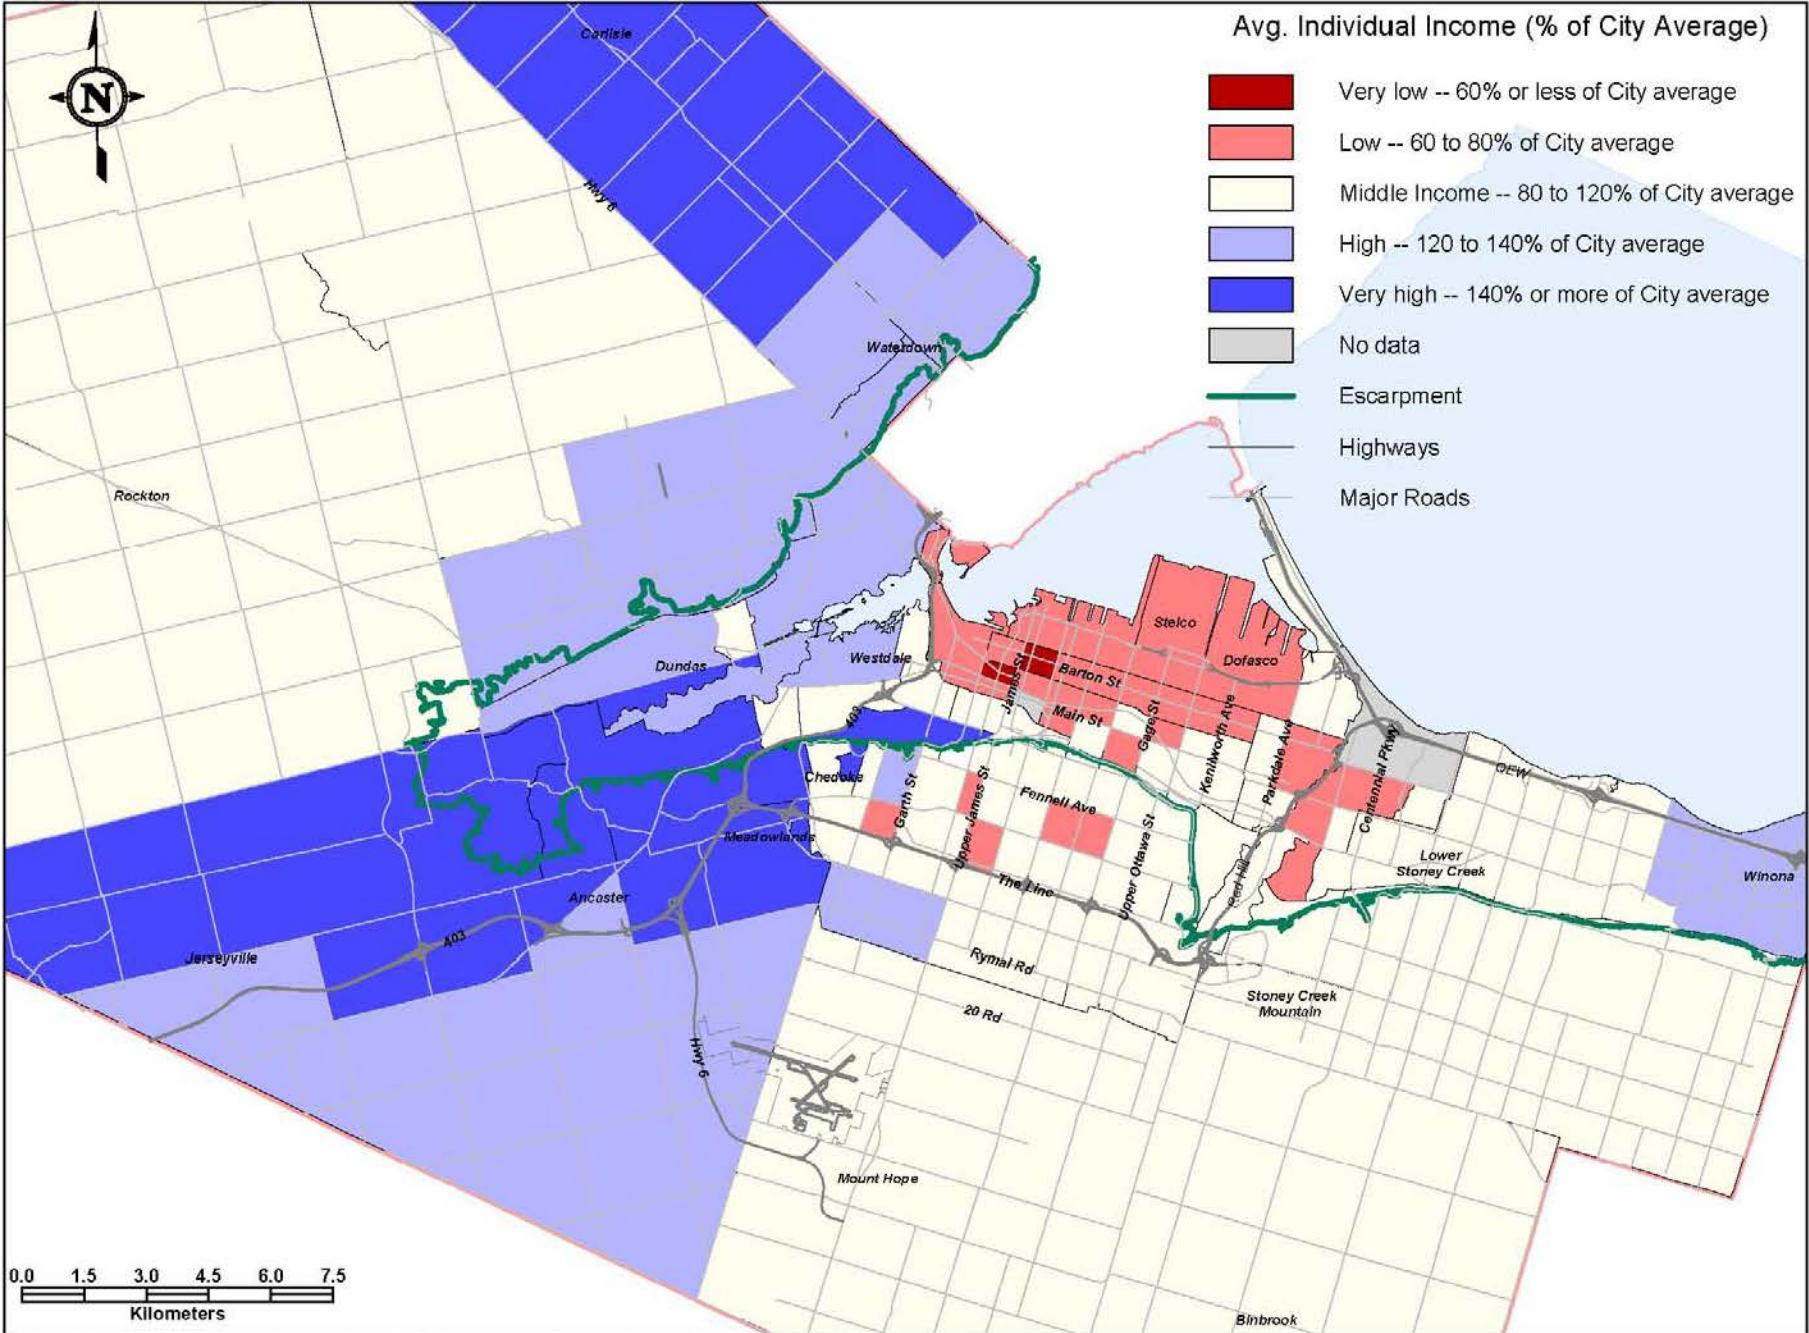 Avg. Individual Income (% of City Average)
Very low -- 60% or less of City average
Low -- 60 to 80% of City average
Middle Income -- 80 to 120% of City average
High -- 120 to 140% of City average
Very high -- 140% or more of City average
No data
Escarpment
Highways
Major Roads
N
Carlisle
Hwy 6
Waterdown
Rockton
Stelco
Dundas
Westdale
Dofasco
James St
Barton St
Main St
Gage St
Kenilworth Ave
Parkdale Ave
Centennial Pkwy
QEW
403
Chedoke
Garth St
Upper James St
Fennell Ave
Upper Ottawa St
Meadowlands
The Linc
Red Hill
Lower
Stoney Creek
Winona
Ancaster
403
Jerseyville
Rymal Rd
20 Rd
Stoney Creek
Mountain
Hwy 6
Mount Hope
Binbrook
0.0 1.5 3.0 4.5 6.0 7.5
Kilometers